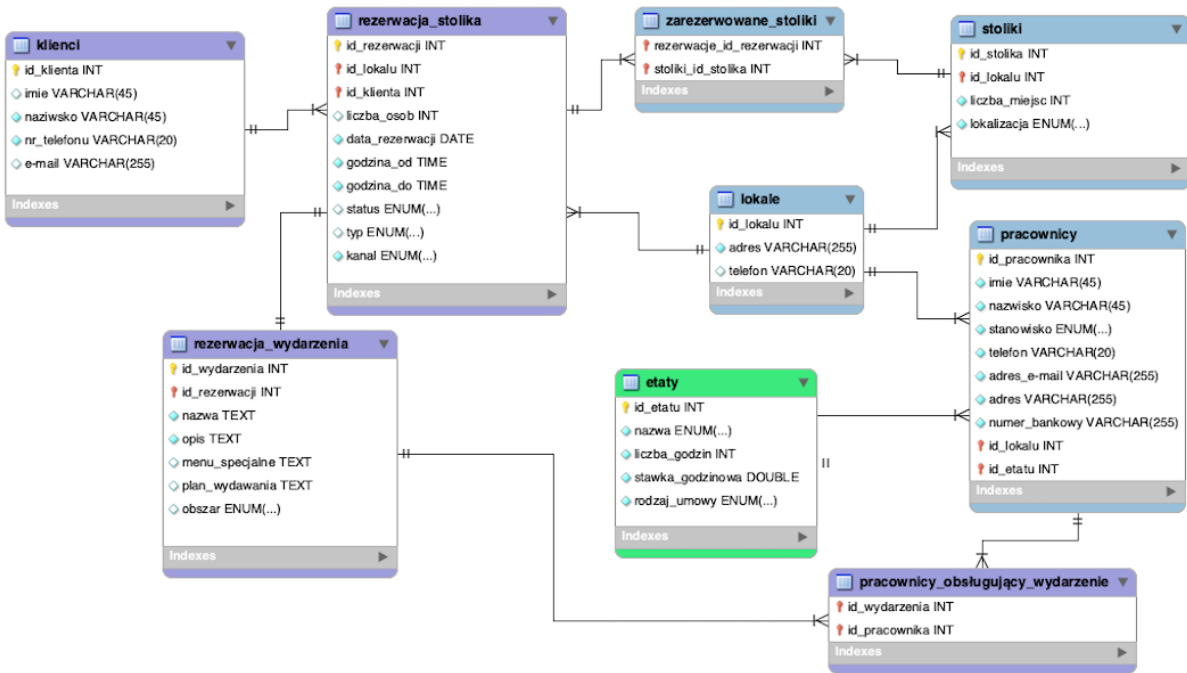 klienci
id_klienta INT
imie VARCHAR(45)
naziwsko VARCHAR(45)
nr_telefonu VARCHAR(20)
e-mail VARCHAR(255)
Indexes
rezerwacja_stolika
id_rezerwacji INT
id_lokalu INT
id_klienta INT
liczba_osob INT
data_rezerwacji DATE
godzina_od TIME
godzina_do TIME
status ENUM(...)
typ ENUM(...)
kanal ENUM(...)
Indexes
zarezerwowane_stoliki
rezerwacje_id_rezerwacji INT
stoliki_id_stolika INT
Indexes
stoliki
id_stolika INT
id_lokalu INT
liczba_miejsc INT
lokalizacja ENUM(...)
Indexes
lokale
id_lokalu INT
adres VARCHAR(255)
telefon VARCHAR(20)
Indexes
pracownicy
id_pracownika INT
imie VARCHAR(45)
nazwisko VARCHAR(45)
stanowisko ENUM(...)
telefon VARCHAR(20)
adres_e-mail VARCHAR(255)
adres VARCHAR(255)
numer_bankowy VARCHAR(255)
id_lokalu INT
id_etatu INT
Indexes
rezerwacja_wydarzenia
id_wydarzenia INT
id_rezerwacji INT
nazwa TEXT
opis TEXT
menu_specjalne TEXT
plan_wydawania TEXT
obszar ENUM(...)
Indexes
etaty
id_etatu INT
nazwa ENUM(...)
liczba_godzin INT
stawka_godzinowa DOUBLE
rodzaj_umowy ENUM(...)
Indexes
pracownicy_obsługujący_wydarzenie
id_wydarzenia INT
id_pracownika INT
Indexes